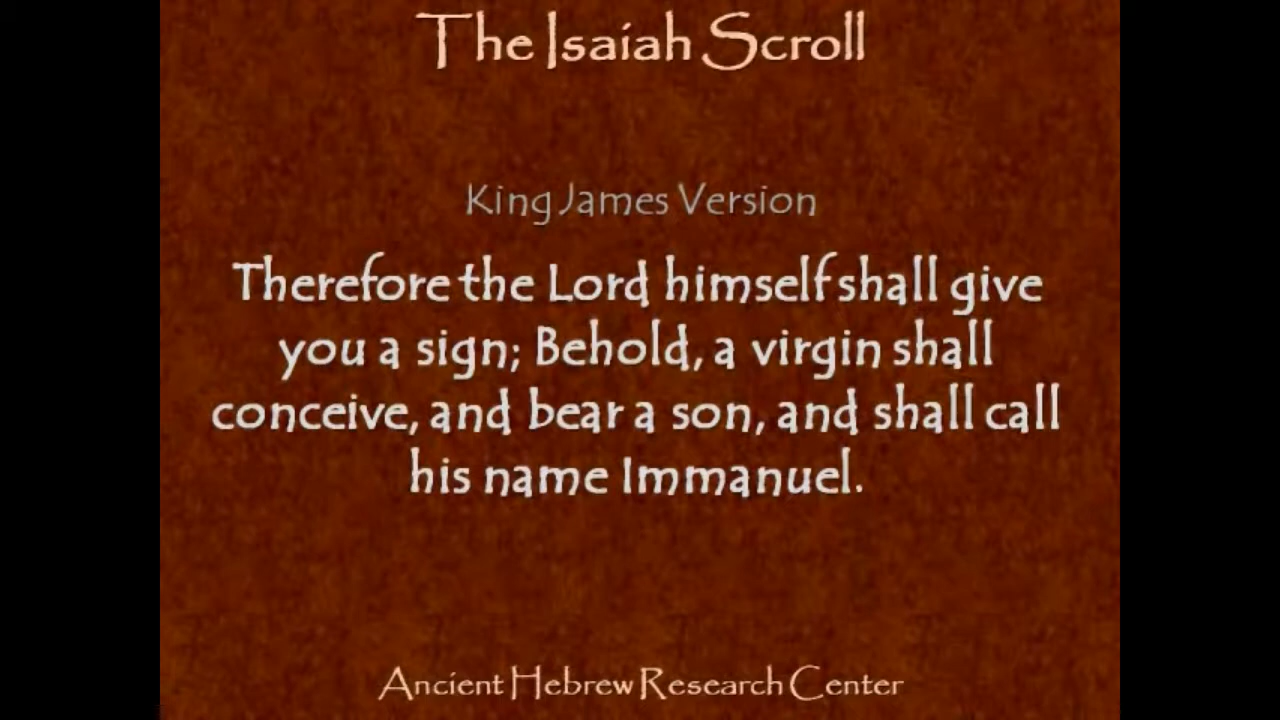 The Isaiah Scroll
King James Version
Therefore the Lord himself shall give
you a sign; Behold, a virgin shall
conceive, and bear a son, and shall call
his name Immanuel.
Ancient Hebrew Research Center